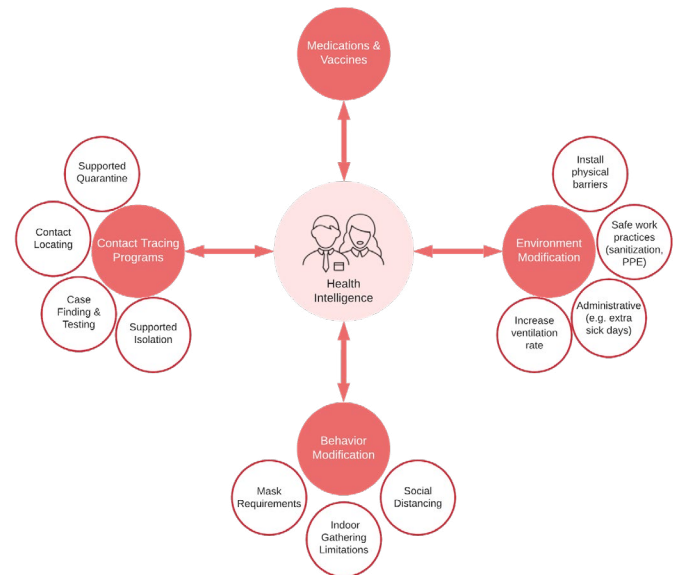 Medications &
Vaccines
Supported
Quarantine
Contact
Locating
Contact Tracing
Programs
Case
Finding &
Testing
Supported
Isolation
Health
Intelligence
Install
physical
barriers
Environment
Modification
Safe work
practices
(sanitization,
PPE)
Administrative
(e.g. extra
sick days)
Increase
ventilation
rate
Behavior
Modification
Mask
Requirements
Indoor
Gathering
Limitations
Social
Distancing